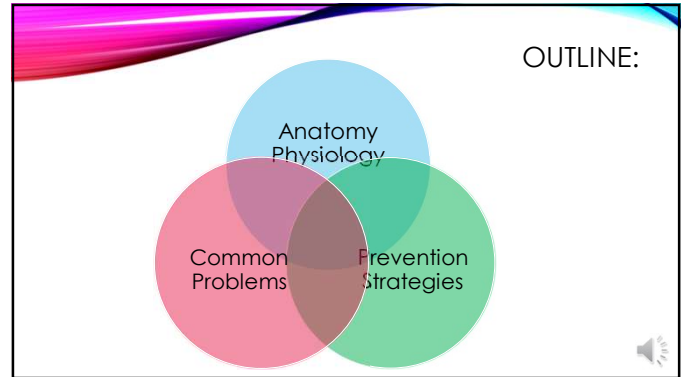 OUTLINE:
Anatomy
Physiology
Common
Problems
Prevention
Strategies